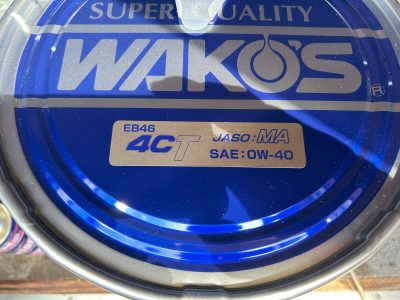 SUPER QUALITY
WAKO'S
®
EB46
4CT
JASO:MA
SAE:0W-40